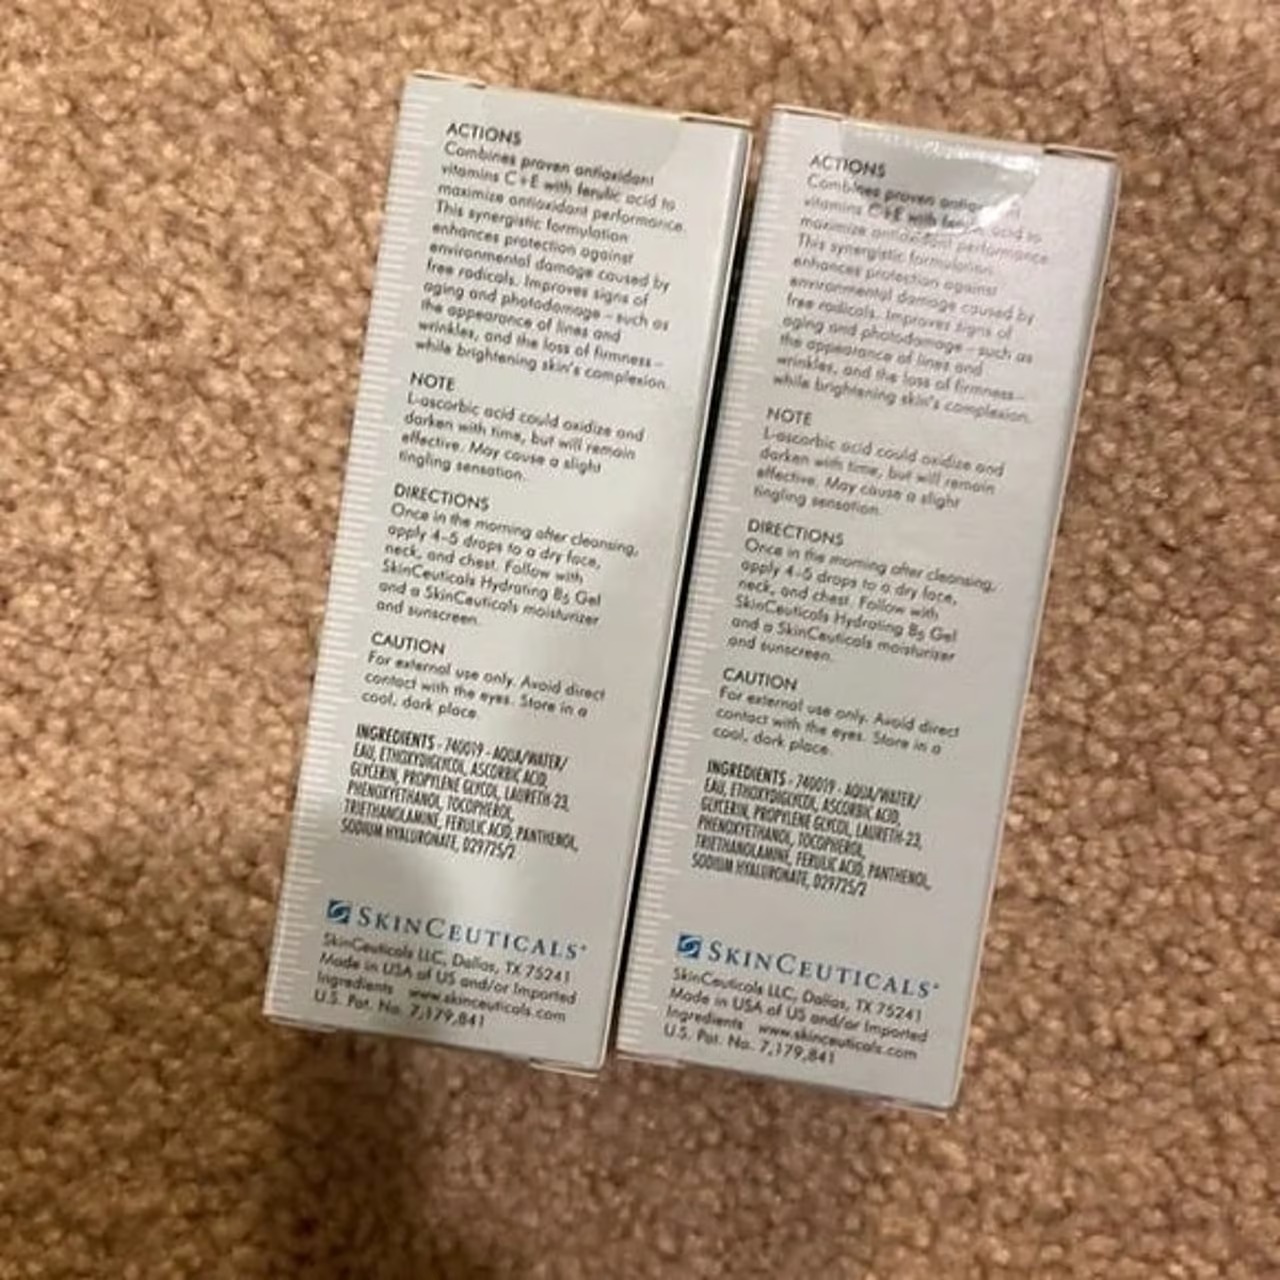 ACTIONS
Combines proven antioxidant
vitamins C+E with ferulic acid to
maximize antioxidant performance.
This synergistic formulation
enhances protection against
environmental damage caused by
free radicals. Improves signs of
aging and photodamage – such as
the appearance of lines and
wrinkles, and the loss of firmness –
while brightening skin's complexion.
NOTE
L-ascorbic acid could oxidize and
darken with time, but will remain
effective. May cause a slight
tingling sensation.
DIRECTIONS
Once in the morning after cleansing,
apply 4–5 drops to a dry face,
neck, and chest. Follow with
SkinCeuticals Hydrating B5 Gel
and a SkinCeuticals moisturizer
and sunscreen.
CAUTION
For external use only. Avoid direct
contact with the eyes. Store in a
cool, dark place.
INGREDIENTS - 740019 - AQUA/WATER/
EAU, ETHOXYDIGLYCOL, ASCORBIC ACID,
GLYCERIN, PROPYLENE GLYCOL, LAURETH-23,
PHENOXYETHANOL, TOCOPHEROL,
TRIETHANOLAMINE, FERULIC ACID, PANTHENOL,
SODIUM HYALURONATE, D29725/2
SKINCEUTICALS
SkinCeuticals LLC, Dallas, TX 75241
Made in USA of US and/or Imported
Ingredients www.skinceuticals.com
U.S. Pat. No. 7,179,841
ACTIONS
Combines proven
vitamins C+E with acid to
maximize antioxidant performance.
This synergistic formulation
enhances protection against
environmental damage caused by
free radicals. Improves signs of
aging and photodamage – such as
the appearance of lines and
wrinkles, and the loss of firmness –
while brightening skin's complexion.
NOTE
L-ascorbic acid could oxidize and
darken with time, but will remain
effective. May cause a slight
tingling sensation.
DIRECTIONS
Once in the morning after cleansing,
apply 4–5 drops to a dry face,
neck, and chest. Follow with
SkinCeuticals Hydrating B5 Gel
and a SkinCeuticals moisturizer
and sunscreen.
CAUTION
For external use only. Avoid direct
contact with the eyes. Store in a
cool, dark place.
INGREDIENTS - 740019 - AQUA/WATER/
EAU, ETHOXYDIGLYCOL, ASCORBIC ACID,
GLYCERIN, PROPYLENE GLYCOL, LAURETH-23,
PHENOXYETHANOL, TOCOPHEROL,
TRIETHANOLAMINE, FERULIC ACID, PANTHENOL,
SODIUM HYALURONATE, D29725/2
SKINCEUTICALS
SkinCeuticals LLC, Dallas, TX 75241
Made in USA of US and/or Imported
Ingredients www.skinceuticals.com
U.S. Pat. No. 7,179,841